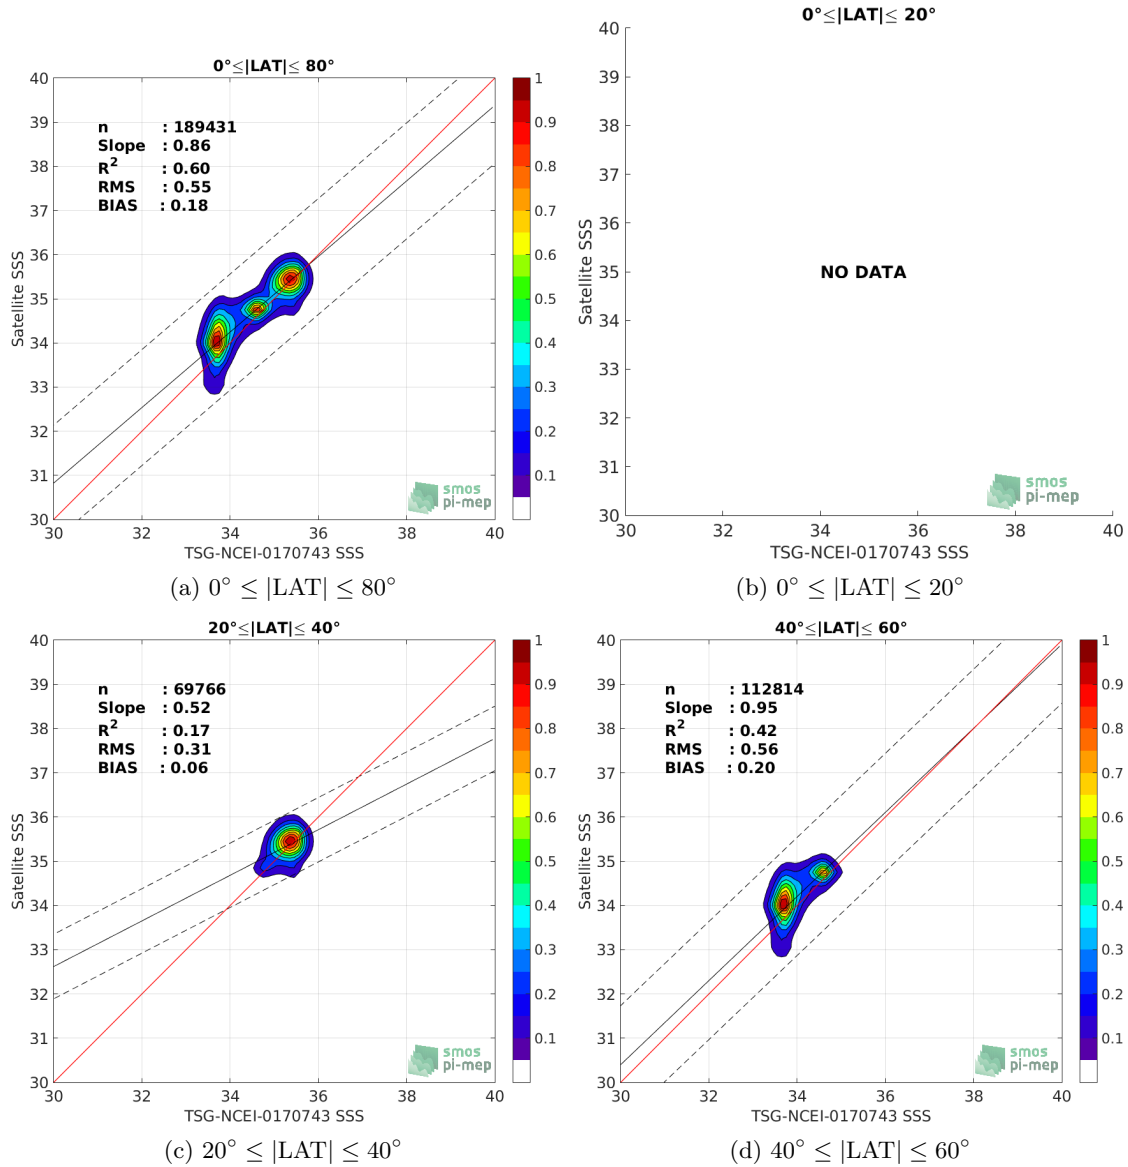 0°≤|LAT|≤ 80°
40
39
38
37
36
35
34
33
32
31
30
30
32
34
36
38
40
Satellite SSS
TSG-NCEI-0170743 SSS
n : 189431
Slope : 0.86
R² : 0.60
RMS : 0.55
BIAS : 0.18
smos
pi-mep
1
0.9
0.8
0.7
0.6
0.5
0.4
0.3
0.2
0.1
(a) 0° ≤ |LAT| ≤ 80°
0°≤|LAT|≤ 20°
40
39
38
37
36
35
34
33
32
31
30
30
32
34
36
38
40
Satellite SSS
TSG-NCEI-0170743 SSS
NO DATA
smos
pi-mep
(b) 0° ≤ |LAT| ≤ 20°
20°≤|LAT|≤ 40°
40
39
38
37
36
35
34
33
32
31
30
30
32
34
36
38
40
Satellite SSS
TSG-NCEI-0170743 SSS
n : 69766
Slope : 0.52
R² : 0.17
RMS : 0.31
BIAS : 0.06
smos
pi-mep
1
0.9
0.8
0.7
0.6
0.5
0.4
0.3
0.2
0.1
(c) 20° ≤ |LAT| ≤ 40°
40°≤|LAT|≤ 60°
40
39
38
37
36
35
34
33
32
31
30
30
32
34
36
38
40
Satellite SSS
TSG-NCEI-0170743 SSS
n : 112814
Slope : 0.95
R² : 0.42
RMS : 0.56
BIAS : 0.20
smos
pi-mep
1
0.9
0.8
0.7
0.6
0.5
0.4
0.3
0.2
0.1
(d) 40° ≤ |LAT| ≤ 60°